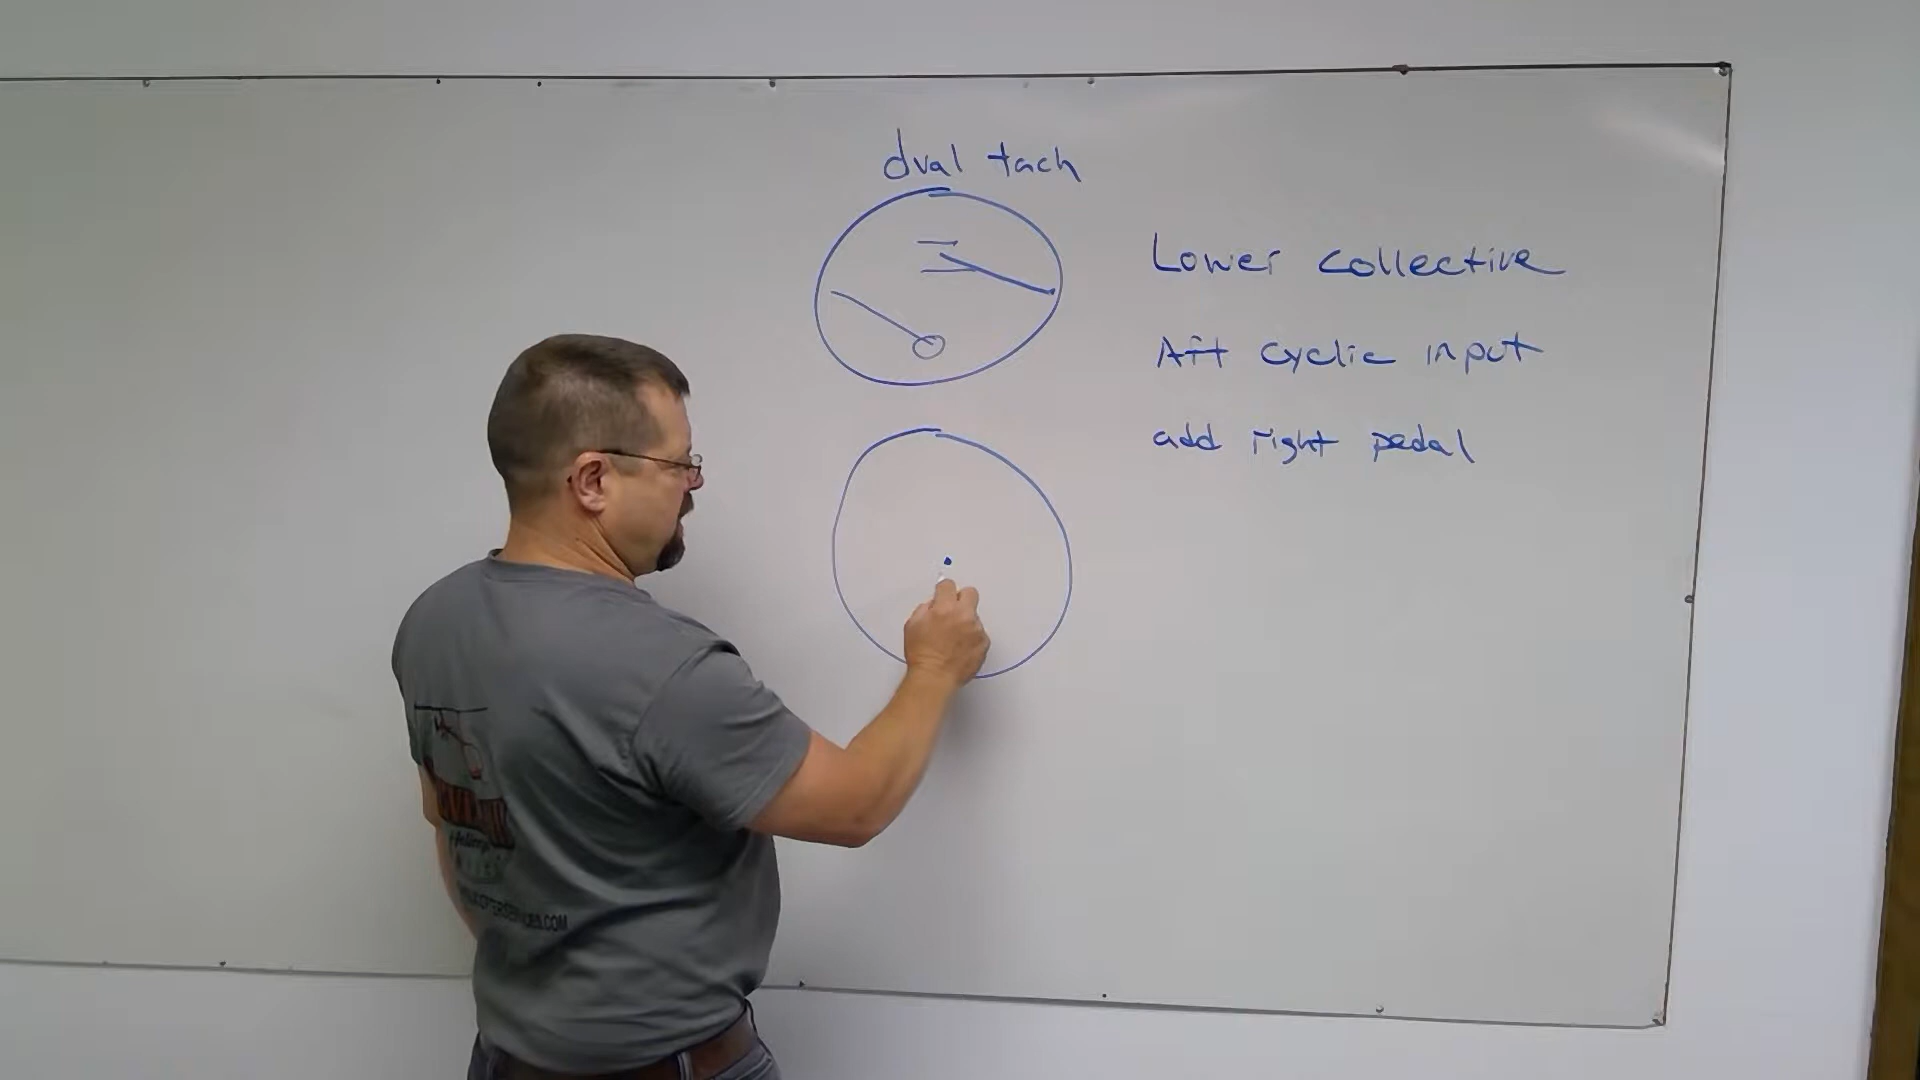 dual tach
Lower collective
Aft cyclic input
add right pedal